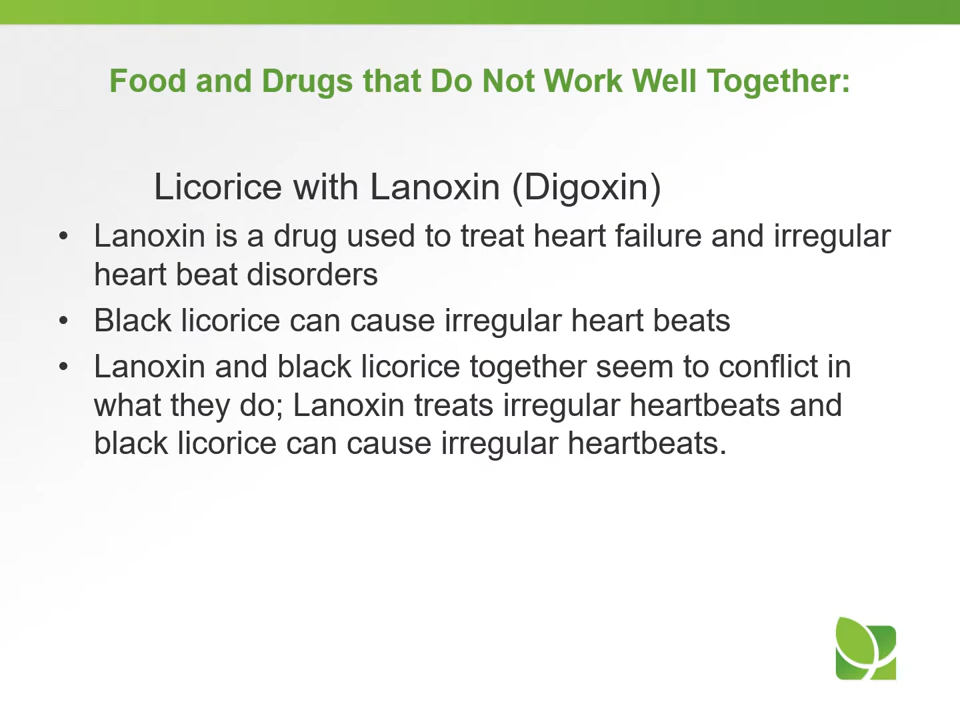 Food and Drugs that Do Not Work Well Together:
Licorice with Lanoxin (Digoxin)
• Lanoxin is a drug used to treat heart failure and irregular
heart beat disorders
• Black licorice can cause irregular heart beats
• Lanoxin and black licorice together seem to conflict in
what they do; Lanoxin treats irregular heartbeats and
black licorice can cause irregular heartbeats.